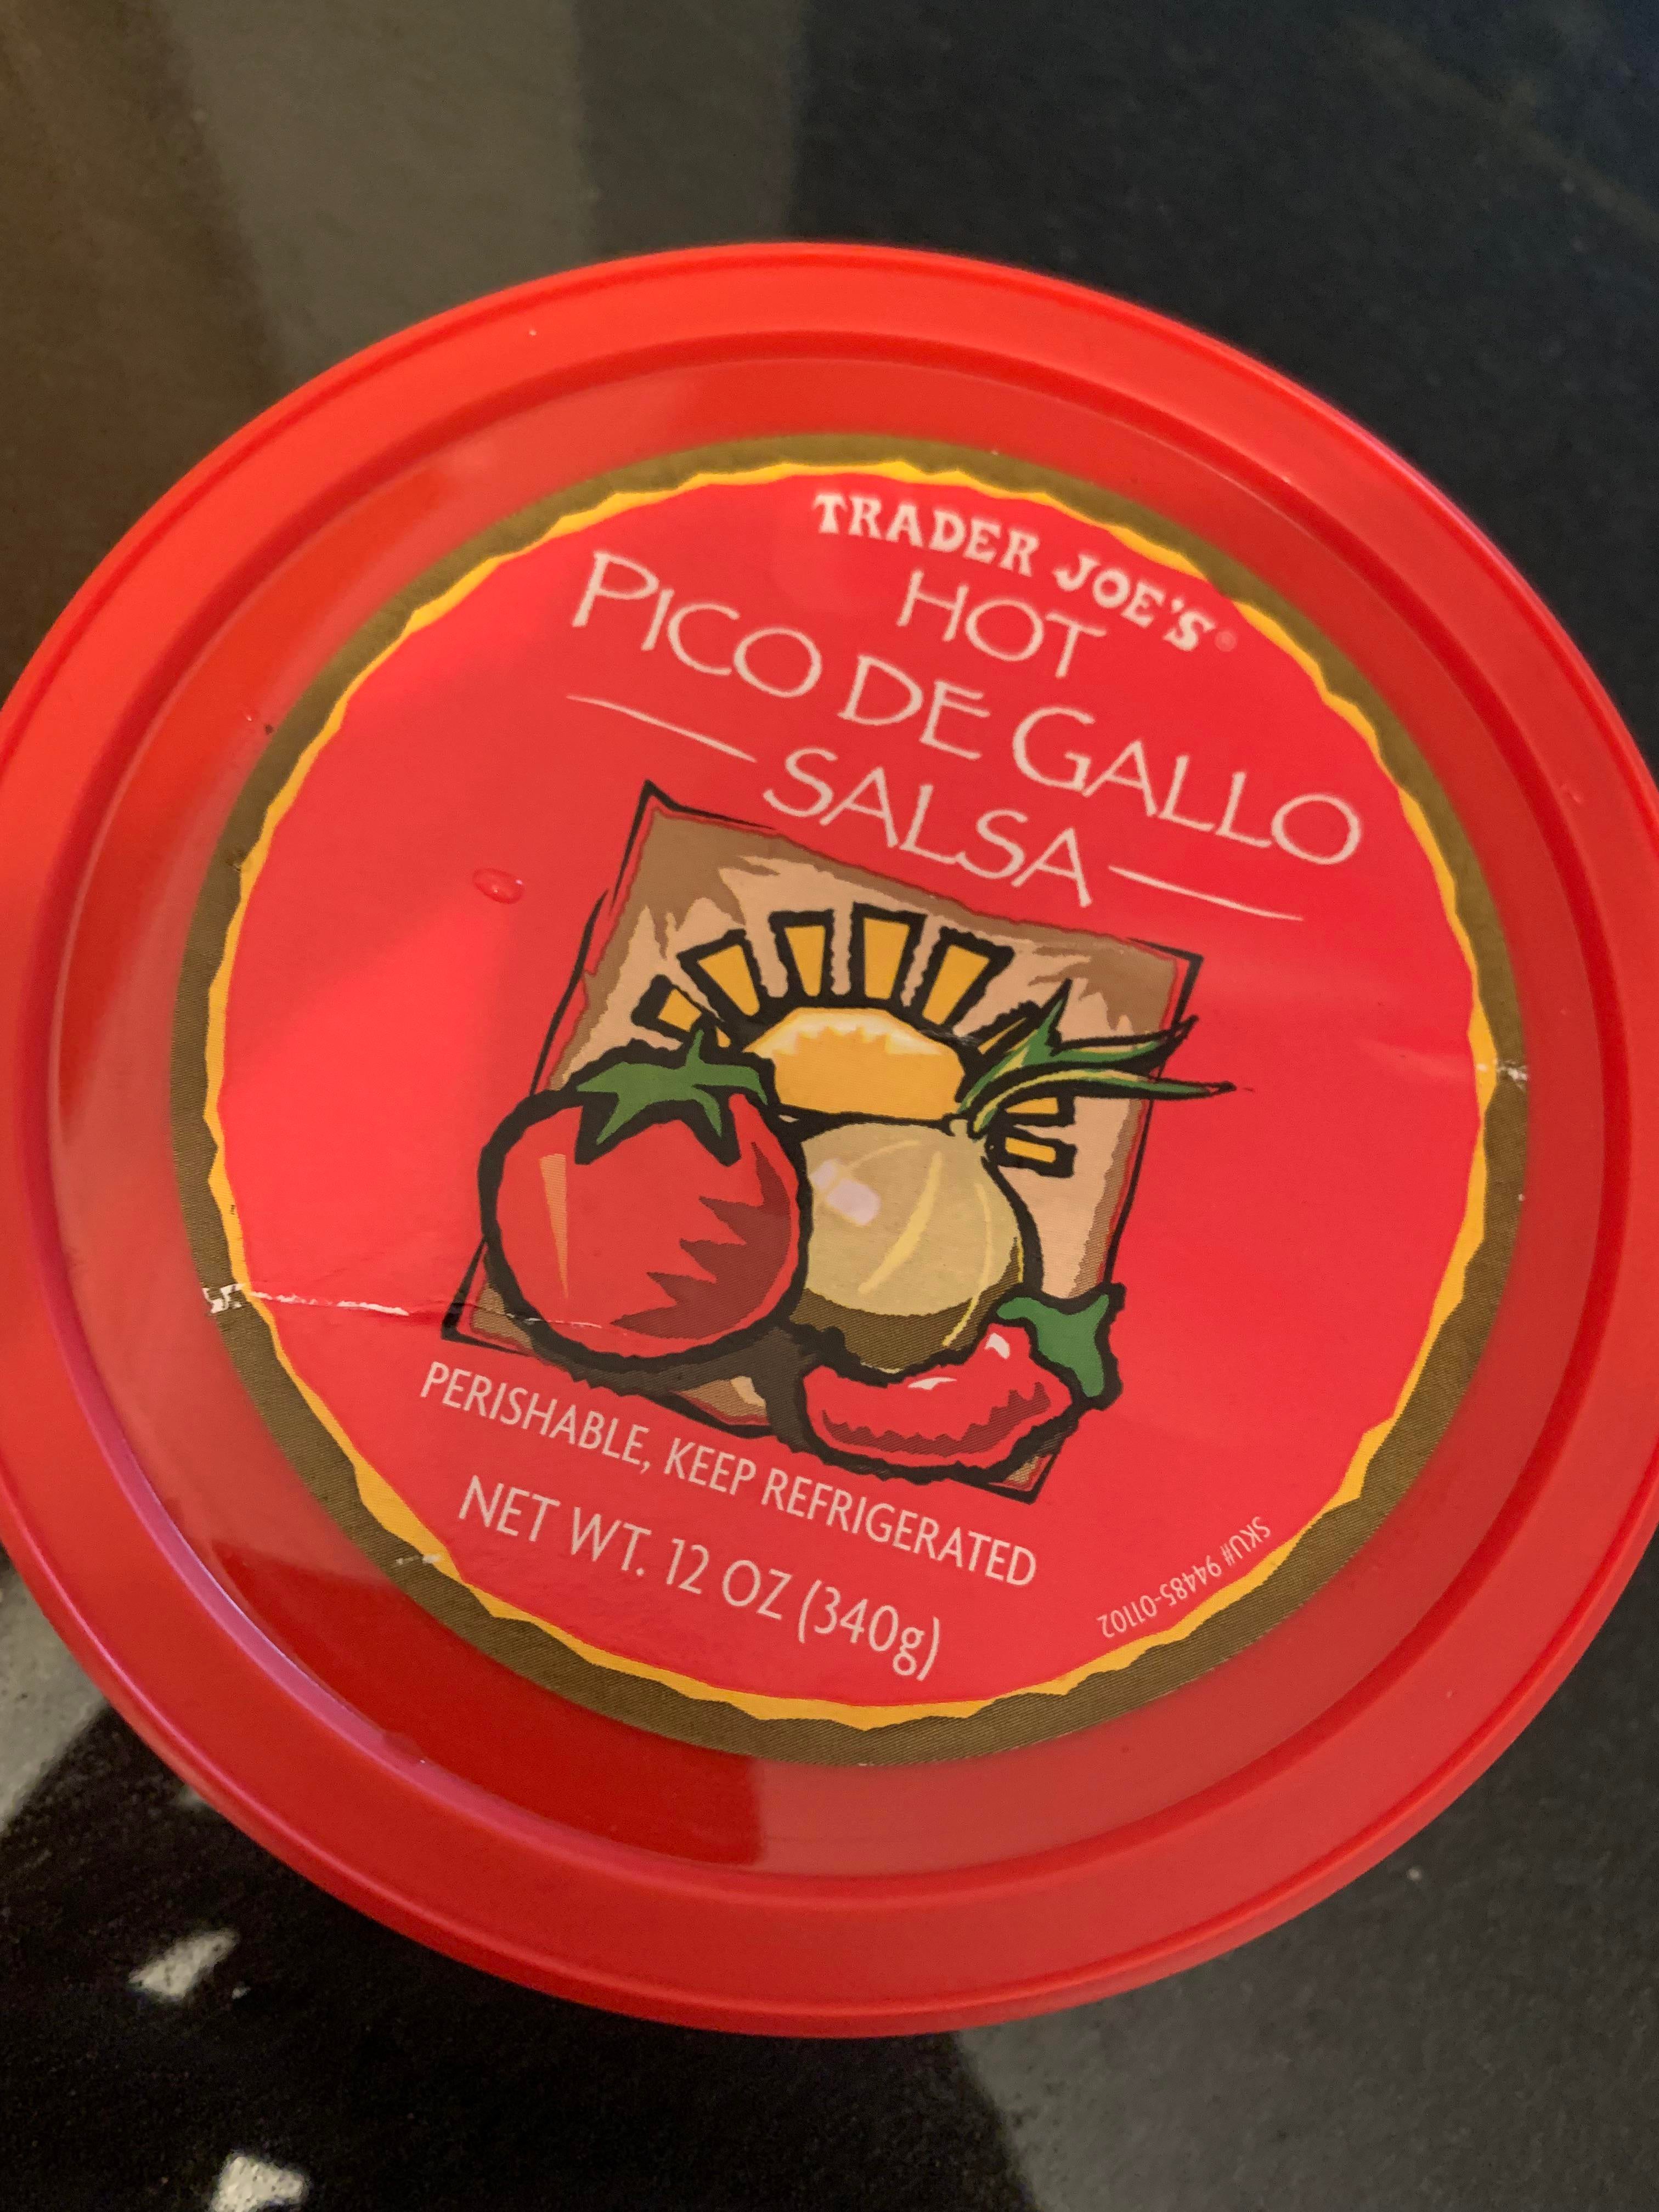 TRADER JOE'S®
HOT
PICO DE GALLO
SALSA
PERISHABLE, KEEP REFRIGERATED
NET WT. 12 OZ (340g)
SKU# 94485-01102